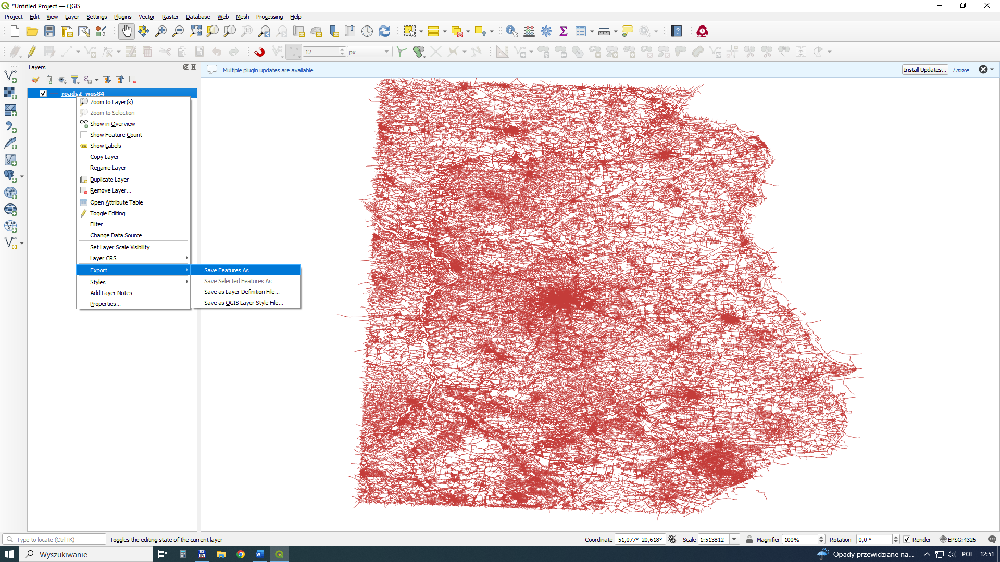 *Untitled Project — QGIS
Project Edit View Layer Settings Plugins Vector Raster Database Web Mesh Processing Help
12 px
Layers
Multiple plugin updates are available
Install Updates... 1 more
roads2_wgs84
Zoom to Layer(s)
Zoom to Selection
Show in Overview
Show Feature Count
abc Show Labels
Copy Layer
Rename Layer
Duplicate Layer
Remove Layer...
Open Attribute Table
Toggle Editing
Filter...
Change Data Source...
Set Layer Scale Visibility...
Layer CRS
Export
Styles
Add Layer Notes...
Properties...
Save Features As...
Save Selected Features As...
Save as Layer Definition File...
Save as QGIS Layer Style File...
Type to locate (Ctrl+K) Toggles the editing state of the current layer Coordinate 51,077° 20,618° Scale 1:513812 Magnifier 100% Rotation 0,0 ° Render EPSG:4326
Wyszukiwanie Opady przewidziane na... POL 12:51